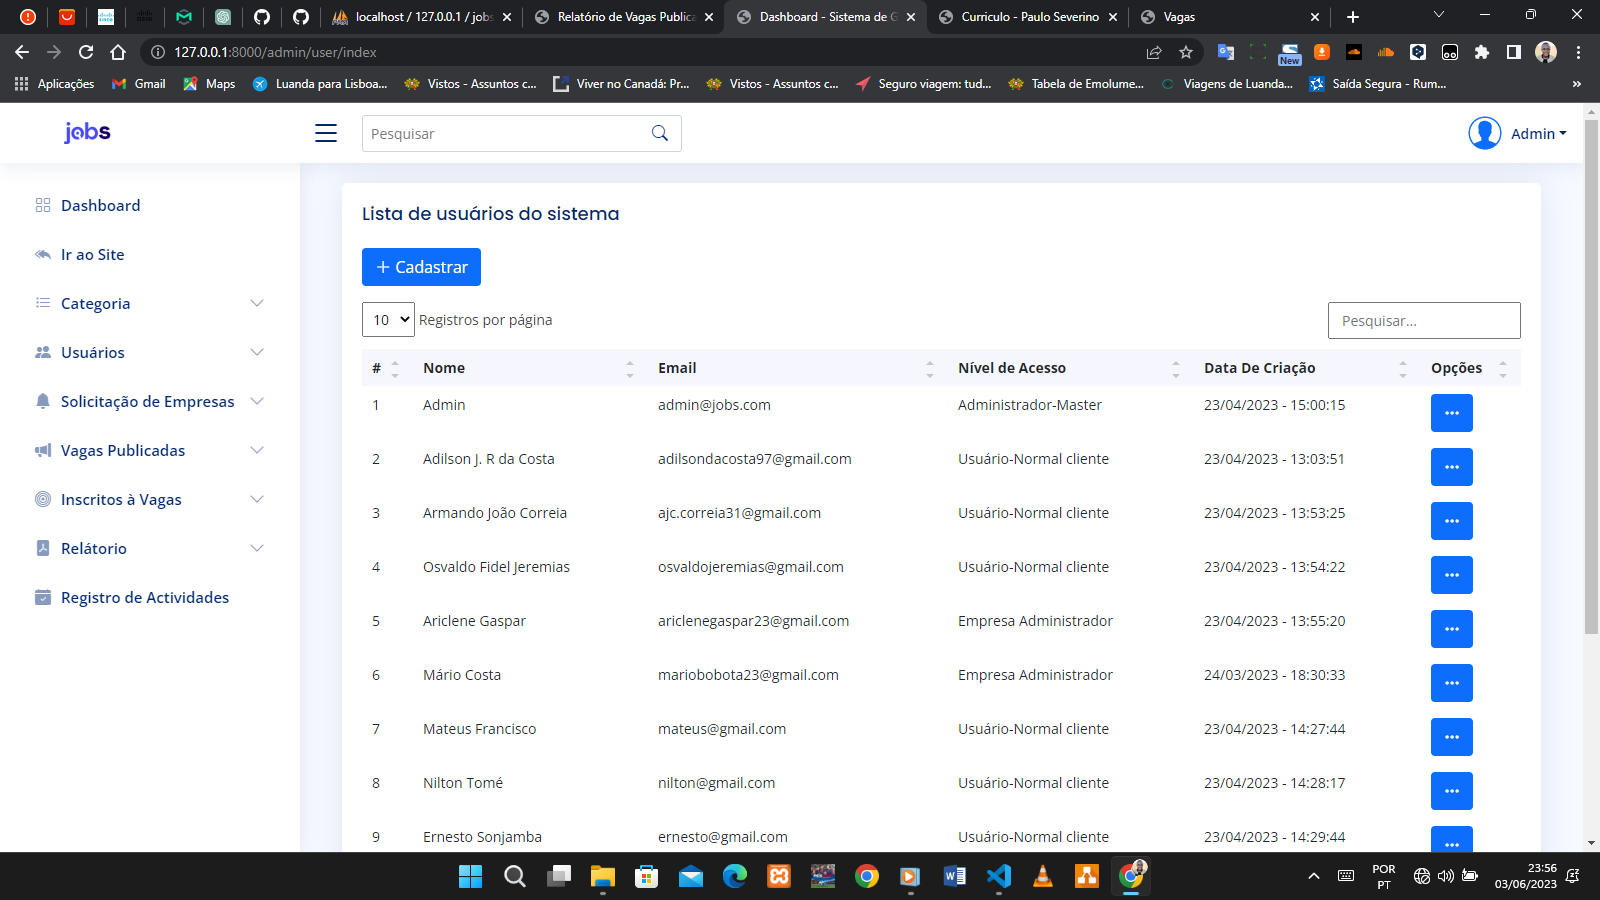 localhost / 127.0.0.1 / jobs
Relatório de Vagas Publica
Dashboard - Sistema de G
Curriculo - Paulo Severino
Vagas
127.0.0.1:8000/admin/user/index
New
Aplicações
Gmail
Maps
Luanda para Lisboa...
Vistos - Assuntos c...
Viver no Canadá: Pr...
Vistos - Assuntos c...
Seguro viagem: tud...
Tabela de Emolume...
Viagens de Luanda...
Saída Segura - Rum...
»
jobs
Pesquisar
Admin
Dashboard
Ir ao Site
Categoria
Usuários
Solicitação de Empresas
Vagas Publicadas
Inscritos à Vagas
Relátorio
Registro de Actividades
Lista de usuários do sistema
+ Cadastrar
10 Registros por página
Pesquisar...
# Nome Email Nível de Acesso Data De Criação Opções
1 Admin admin@jobs.com Administrador-Master 23/04/2023 - 15:00:15
2 Adilson J. R da Costa adilsondacosta97@gmail.com Usuário-Normal cliente 23/04/2023 - 13:03:51
3 Armando João Correia ajc.correia31@gmail.com Usuário-Normal cliente 23/04/2023 - 13:53:25
4 Osvaldo Fidel Jeremias osvaldojeremias@gmail.com Usuário-Normal cliente 23/04/2023 - 13:54:22
5 Ariclene Gaspar ariclenegaspar23@gmail.com Empresa Administrador 23/04/2023 - 13:55:20
6 Mário Costa mariobobota23@gmail.com Empresa Administrador 24/03/2023 - 18:30:33
7 Mateus Francisco mateus@gmail.com Usuário-Normal cliente 23/04/2023 - 14:27:44
8 Nilton Tomé nilton@gmail.com Usuário-Normal cliente 23/04/2023 - 14:28:17
9 Ernesto Sonjamba ernesto@gmail.com Usuário-Normal cliente 23/04/2023 - 14:29:44
POR
PT
23:56
03/06/2023